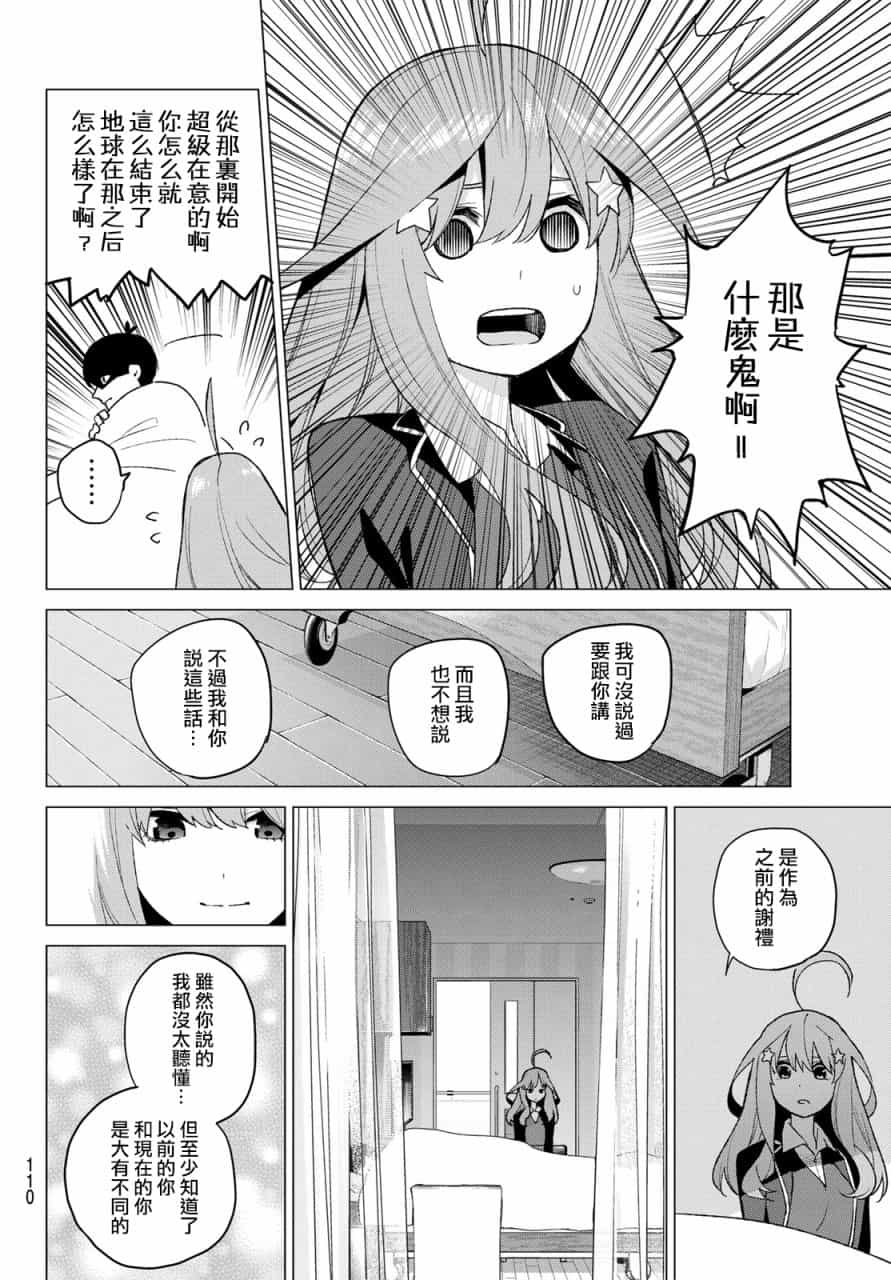 那是
什麽鬼啊!!
從那裏開始
超級在意的啊
你怎么就
這么結束了
地球在那之后
怎么樣了啊？
……
我可沒說過
要跟你講
而且我
也不想說
不過我和你
說這些話…
是作為
之前的謝禮
雖然你說的
我都沒太聽懂…
但至少知道了
以前的你
和現在的你
是大有不同的
110